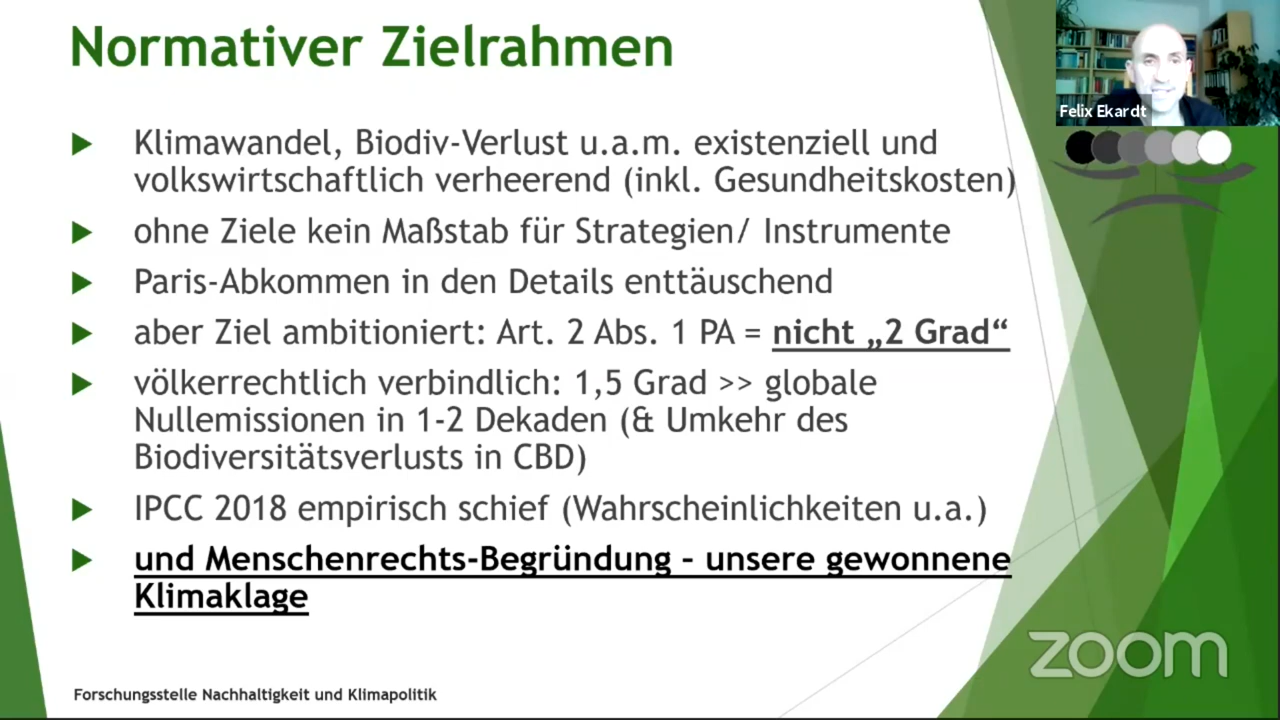 Normativer Zielrahmen
Felix Ekardt
Klimawandel, Biodiv-Verlust u.a.m. existenziell und
volkswirtschaftlich verheerend (inkl. Gesundheitskosten)
ohne Ziele kein Maßstab für Strategien/ Instrumente
Paris-Abkommen in den Details enttäuschend
aber Ziel ambitioniert: Art. 2 Abs. 1 PA = nicht „2 Grad“
völkerrechtlich verbindlich: 1,5 Grad >> globale
Nullemissionen in 1-2 Dekaden (& Umkehr des
Biodiversitätsverlusts in CBD)
IPCC 2018 empirisch schief (Wahrscheinlichkeiten u.a.)
und Menschenrechts-Begründung – unsere gewonnene
Klimaklage
zoom
Forschungsstelle Nachhaltigkeit und Klimapolitik